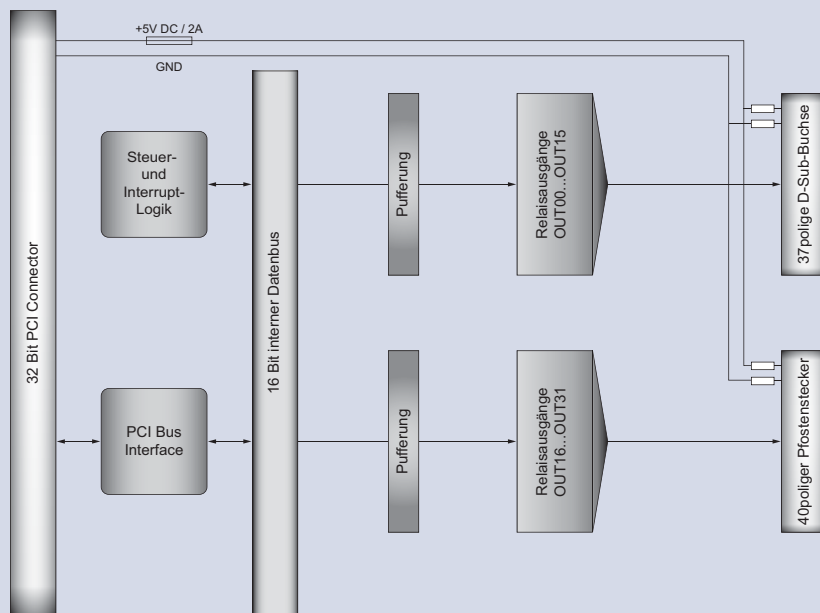 +5V DC / 2A
GND
32 Bit PCI Connector
Steuer-
und
Interrupt-
Logik
PCI Bus
Interface
16 Bit interner Datenbus
Pufferung
Relaisausgänge
OUT00...OUT15
37polige D-Sub-Buchse
Pufferung
Relaisausgänge
OUT16...OUT31
40poliger Pfostenstecker